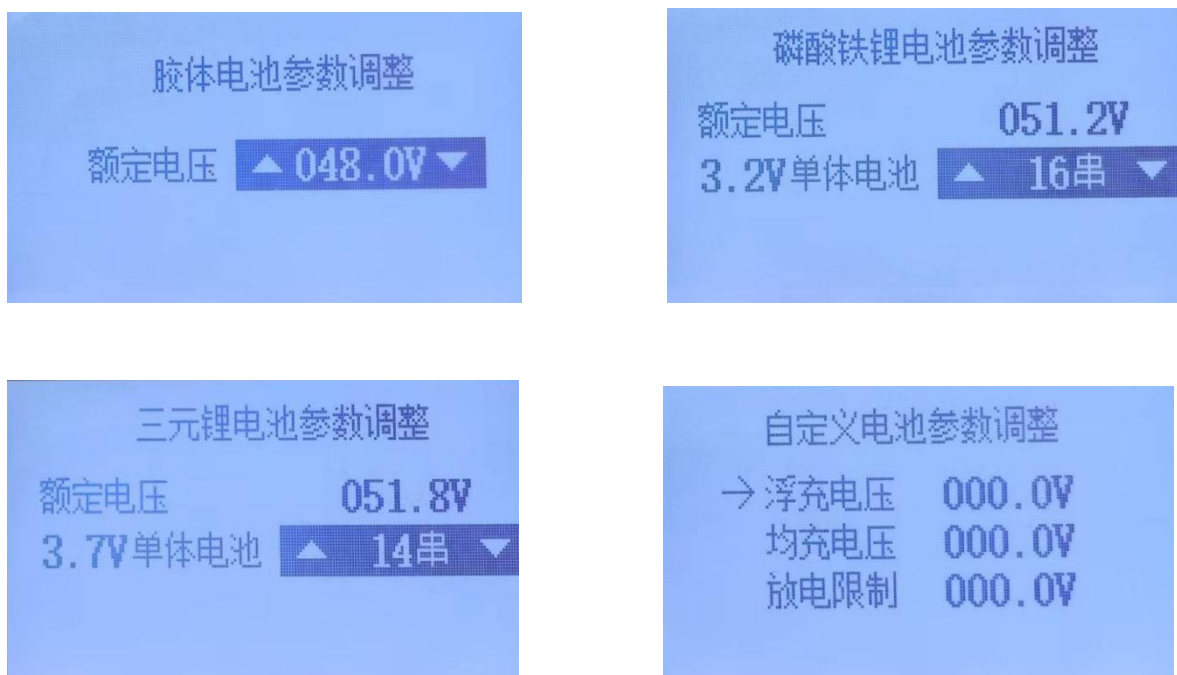 胶体电池参数调整
额定电压 ▲ 048.0V ▼
磷酸铁锂电池参数调整
额定电压 051.2V
3.2V单体电池 ▲ 16串 ▼
三元锂电池参数调整
额定电压 051.8V
3.7V单体电池 ▲ 14串 ▼
自定义电池参数调整
→浮充电压 000.0V
均充电压 000.0V
放电限制 000.0V